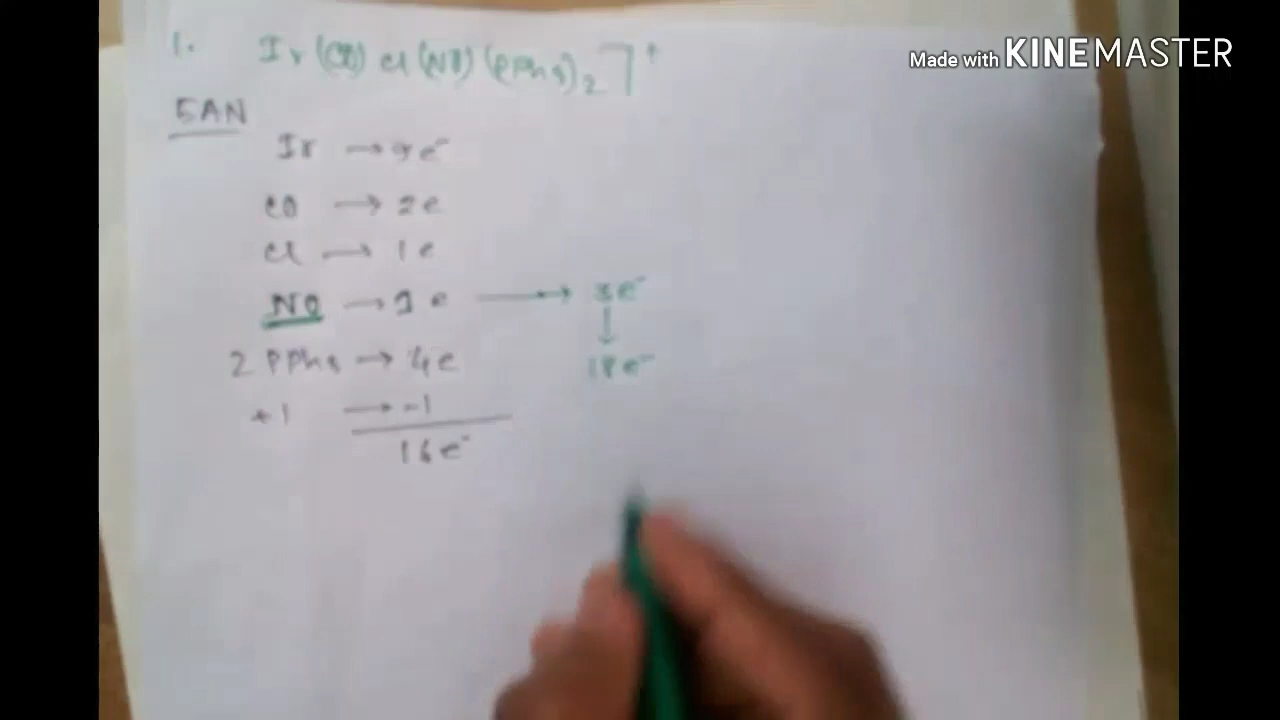 Made with KINEMASTER
1. Ir (CO) Cl (NO) (PPh3)2 ]+
EAN
Ir → 9e-
CO → 2e
Cl → 1e
NO → 1e → 3e-
2 PPh3 → 4e 18e-
+1 → -1
16e-